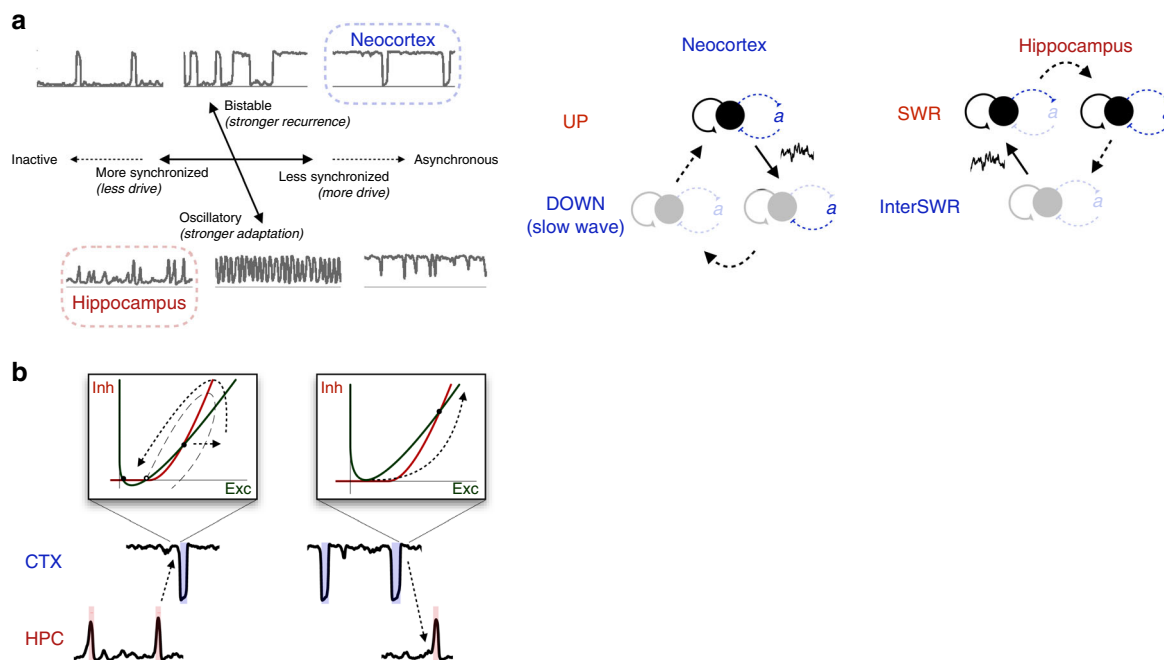 a
Neocortex
Bistable
(stronger recurrence)
Inactive
Asynchronous
More synchronized
(less drive)
Less synchronized
(more drive)
Oscillatory
(stronger adaptation)
Hippocampus
Neocortex
UP
a
DOWN
(slow wave)
a
a
Hippocampus
SWR
a
a
InterSWR
a
b
Inh
Exc
Inh
Exc
CTX
HPC